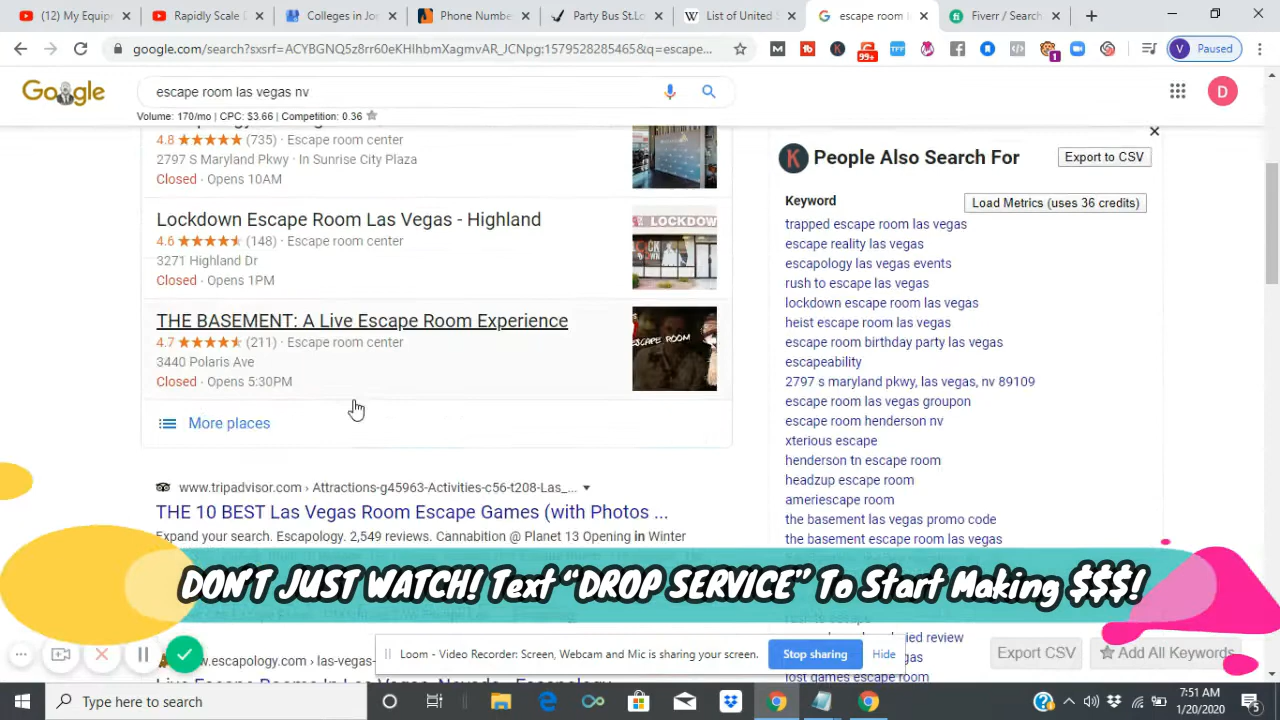 (12) My Vi
Rapidly Scale D
Colleges in Jon
Phone Number
Party Bus St.Lo
List of United S
escape room l
Fiverr / Search
google.com/search?sxsrf=ACYBGNQ5z8rr60eKHIhbmXagmvAR_JCNpg:1579528285465&q=escape...
99+
1
V Paused
Google
escape room las vegas nv
D
Volume: 170/mo | CPC: $3.66 | Competition: 0.36
4.8 (735) · Escape room center
2797 S Maryland Pkwy · In Sunrise City Plaza
Closed · Opens 10AM
Lockdown Escape Room Las Vegas - Highland
4.6 (148) · Escape room center
3271 Highland Dr
Closed · Opens 1PM
LOCKDOW
THE BASEMENT: A Live Escape Room Experience
4.7 (211) · Escape room center
3440 Polaris Ave
Closed · Opens 5:30PM
ESCAPE ROOM
More places
www.tripadvisor.com › Attractions-g45963-Activities-c56-t208-Las_...
THE 10 BEST Las Vegas Room Escape Games (with Photos ...
Expand your search. Escapology. 2,549 reviews. Cannabition @ Planet 13 Opening in Winter
K People Also Search For
Export to CSV
Keyword
Load Metrics (uses 36 credits)
trapped escape room las vegas
escape reality las vegas
escapology las vegas events
rush to escape las vegas
lockdown escape room las vegas
heist escape room las vegas
escape room birthday party las vegas
escapeability
2797 s maryland pkwy, las vegas, nv 89109
escape room las vegas groupon
escape room henderson nv
xterious escape
henderson tn escape room
headzup escape room
ameriescape room
the basement las vegas promo code
the basement escape room las vegas
DON'T JUST WATCH! Text “DROP SERVICE” To Start Making $$$!
ied review
gas
lost games escape room
Export CSV
Add All Keywords
.escapology.com › las-vegas-
Loom - Video Recorder: Screen, Webcam and Mic is sharing your screen.
Stop sharing
Hide
Type here to search
7:51 AM
1/20/2020
5